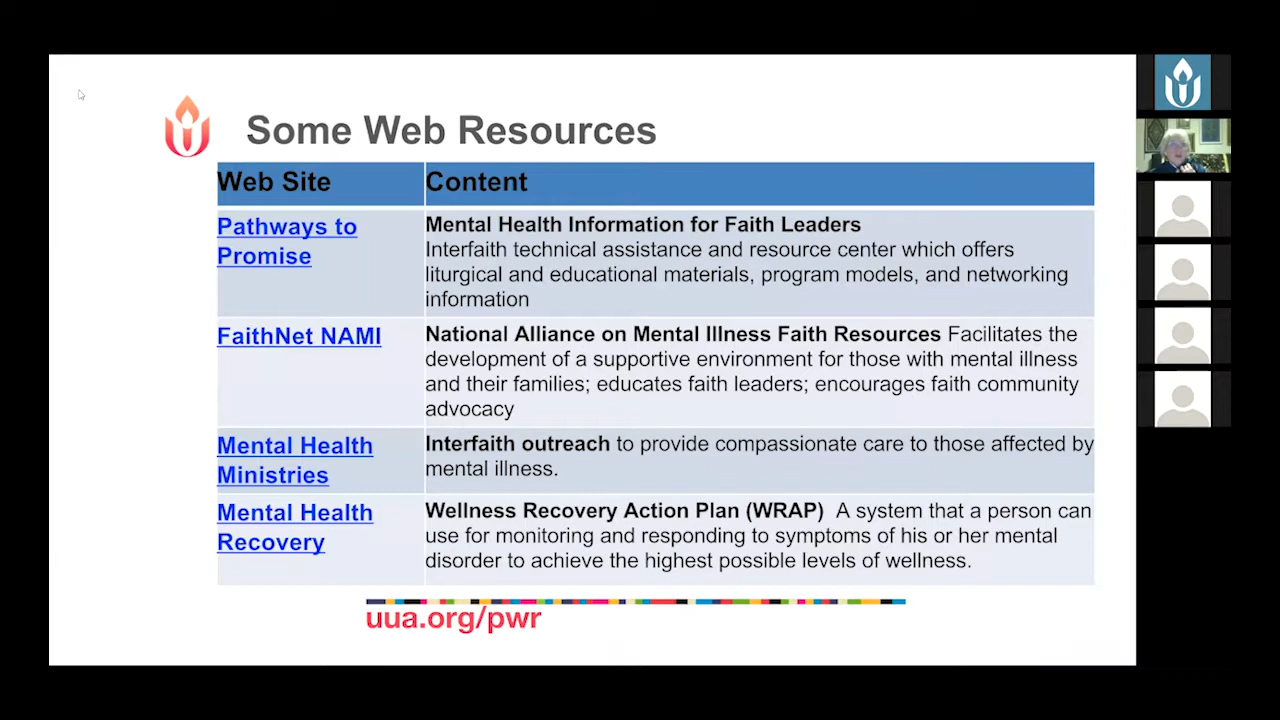 Some Web Resources
Web Site
Content
Pathways to
Promise
Mental Health Information for Faith Leaders
Interfaith technical assistance and resource center which offers
liturgical and educational materials, program models, and networking
information
FaithNet NAMI
National Alliance on Mental Illness Faith Resources Facilitates the
development of a supportive environment for those with mental illness
and their families; educates faith leaders; encourages faith community
advocacy
Mental Health
Ministries
Interfaith outreach to provide compassionate care to those affected by
mental illness.
Mental Health
Recovery
Wellness Recovery Action Plan (WRAP) A system that a person can
use for monitoring and responding to symptoms of his or her mental
disorder to achieve the highest possible levels of wellness.
uua.org/pwr